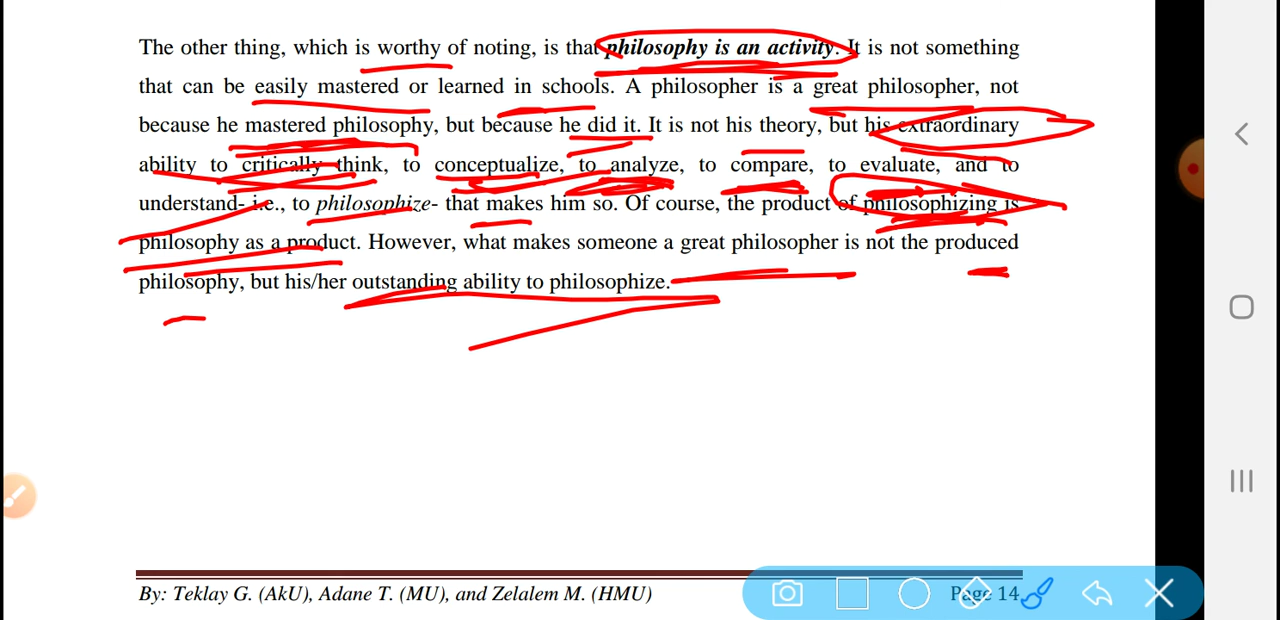 The other thing, which is worthy of noting, is that philosophy is an activity. It is not something
that can be easily mastered or learned in schools. A philosopher is a great philosopher, not
because he mastered philosophy, but because he did it. It is not his theory, but his extraordinary
ability to critically think, to conceptualize, to analyze, to compare, to evaluate, and to
understand- i.e., to philosophize- that makes him so. Of course, the product of philosophizing is
philosophy as a product. However, what makes someone a great philosopher is not the produced
philosophy, but his/her outstanding ability to philosophize.
By: Teklay G. (AkU), Adane T. (MU), and Zelalem M. (HMU) Page 14